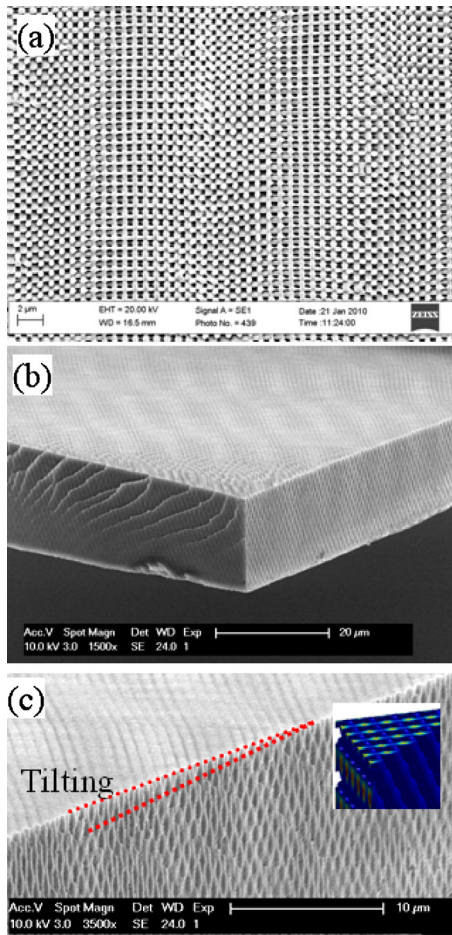 (a)
2 µm
EHT = 20.00 kV Signal A = SE1 Date :21 Jan 2010
WD = 16.5 mm Photo No. = 439 Time :11:24:00
ZEISS
(b)
Acc.V Spot Magn Det WD Exp
10.0 kV 3.0 1500x SE 24.0 1 20 µm
(c)
Tilting
Acc.V Spot Magn Det WD Exp
10.0 kV 3.0 3500x SE 24.0 1 10 µm